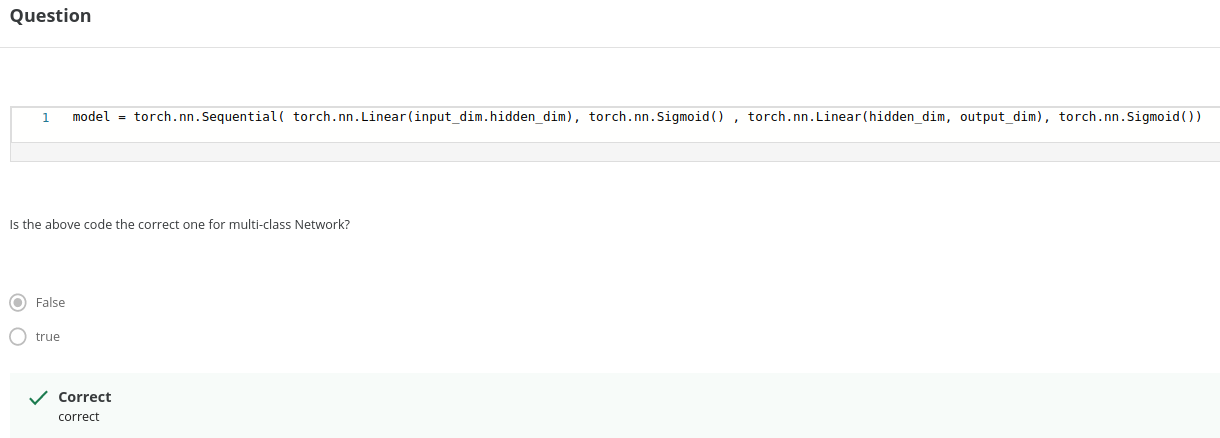 Question
1 model = torch.nn.Sequential( torch.nn.Linear(input_dim.hidden_dim), torch.nn.Sigmoid() , torch.nn.Linear(hidden_dim, output_dim), torch.nn.Sigmoid())
Is the above code the correct one for multi-class Network?
False
true
Correct
correct